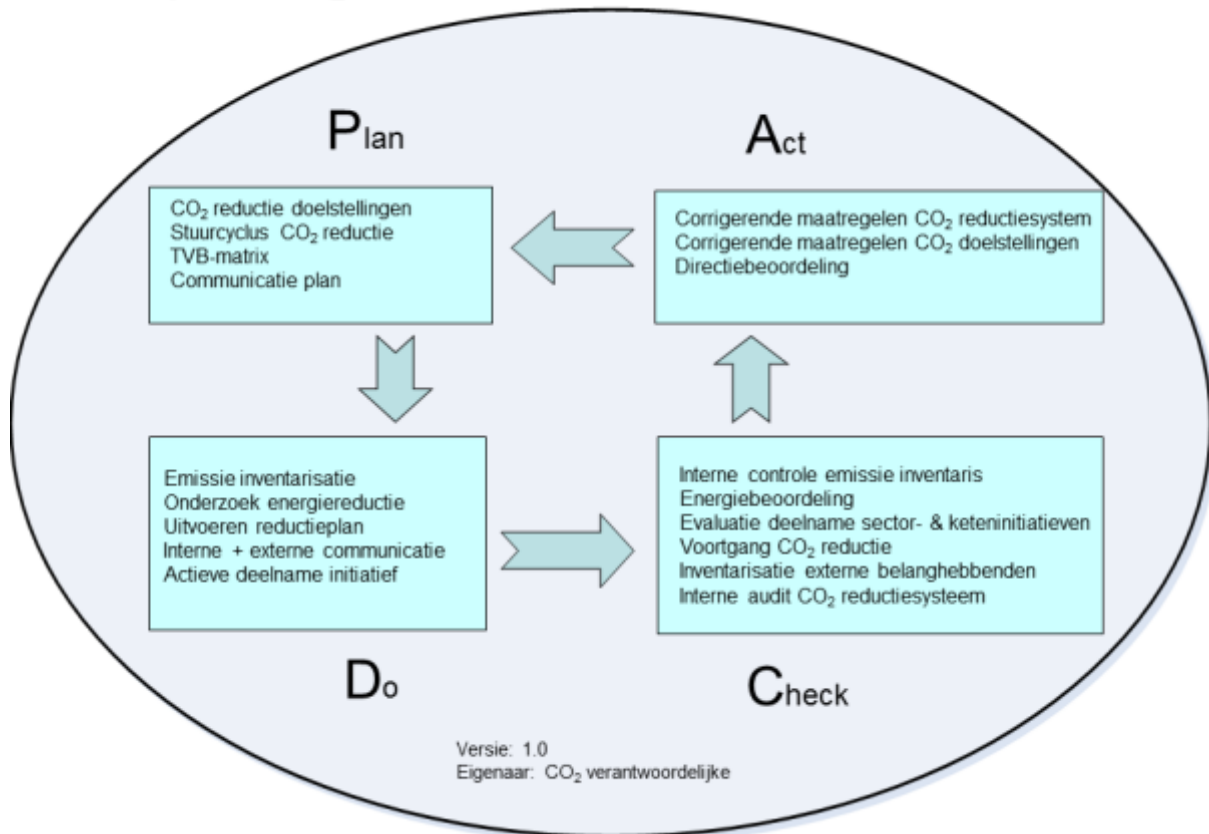 Plan
CO₂ reductie doelstellingen
Stuurcyclus CO₂ reductie
TVB-matrix
Communicatie plan
Act
Corrigerende maatregelen CO₂ reductiesystem
Corrigerende maatregelen CO₂ doelstellingen
Directiebeoordeling
Emissie inventarisatie
Onderzoek energiereductie
Uitvoeren reductieplan
Interne + externe communicatie
Actieve deelname initiatief
Do
Interne controle emissie inventaris
Energiebeoordeling
Evaluatie deelname sector- & keteninitiatieven
Voortgang CO₂ reductie
Inventarisatie externe belanghebbenden
Interne audit CO₂ reductiesysteem
Check
Versie: 1.0
Eigenaar: CO₂ verantwoordelijke